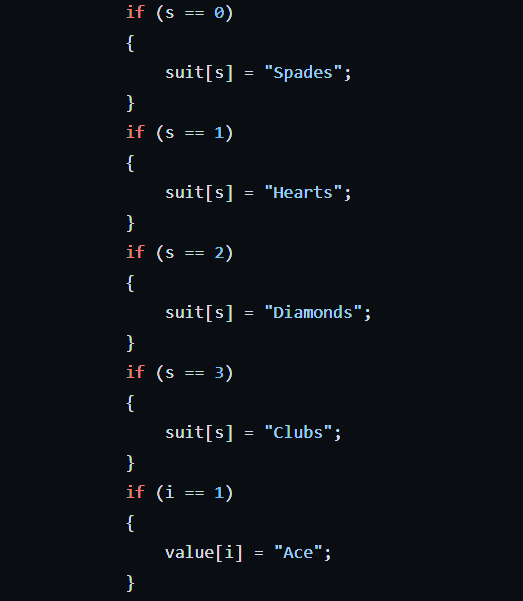 if (s == 0)
{
    suit[s] = "Spades";
}
if (s == 1)
{
    suit[s] = "Hearts";
}
if (s == 2)
{
    suit[s] = "Diamonds";
}
if (s == 3)
{
    suit[s] = "Clubs";
}
if (i == 1)
{
    value[i] = "Ace";
}